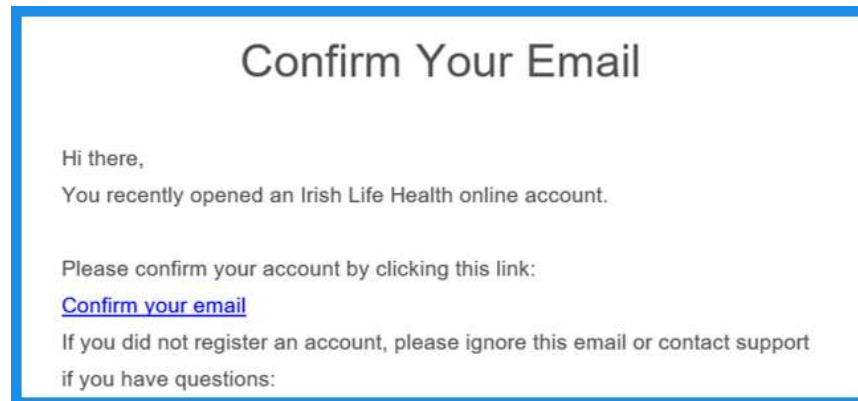 Confirm Your Email
Hi there,
You recently opened an Irish Life Health online account.
Please confirm your account by clicking this link:
Confirm your email
If you did not register an account, please ignore this email or contact support
if you have questions: